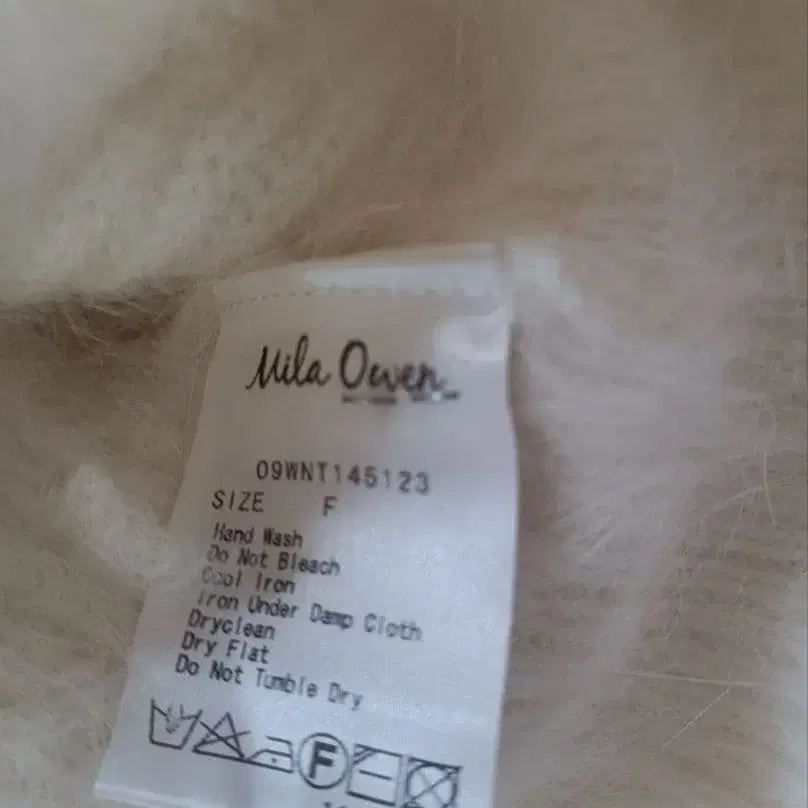 Mila Owen
09WNT145123
SIZE F
Hand Wash
Do Not Bleach
Cool Iron
Iron Under Damp Cloth
Dryclean
Dry Flat
Do Not Tumble Dry
F